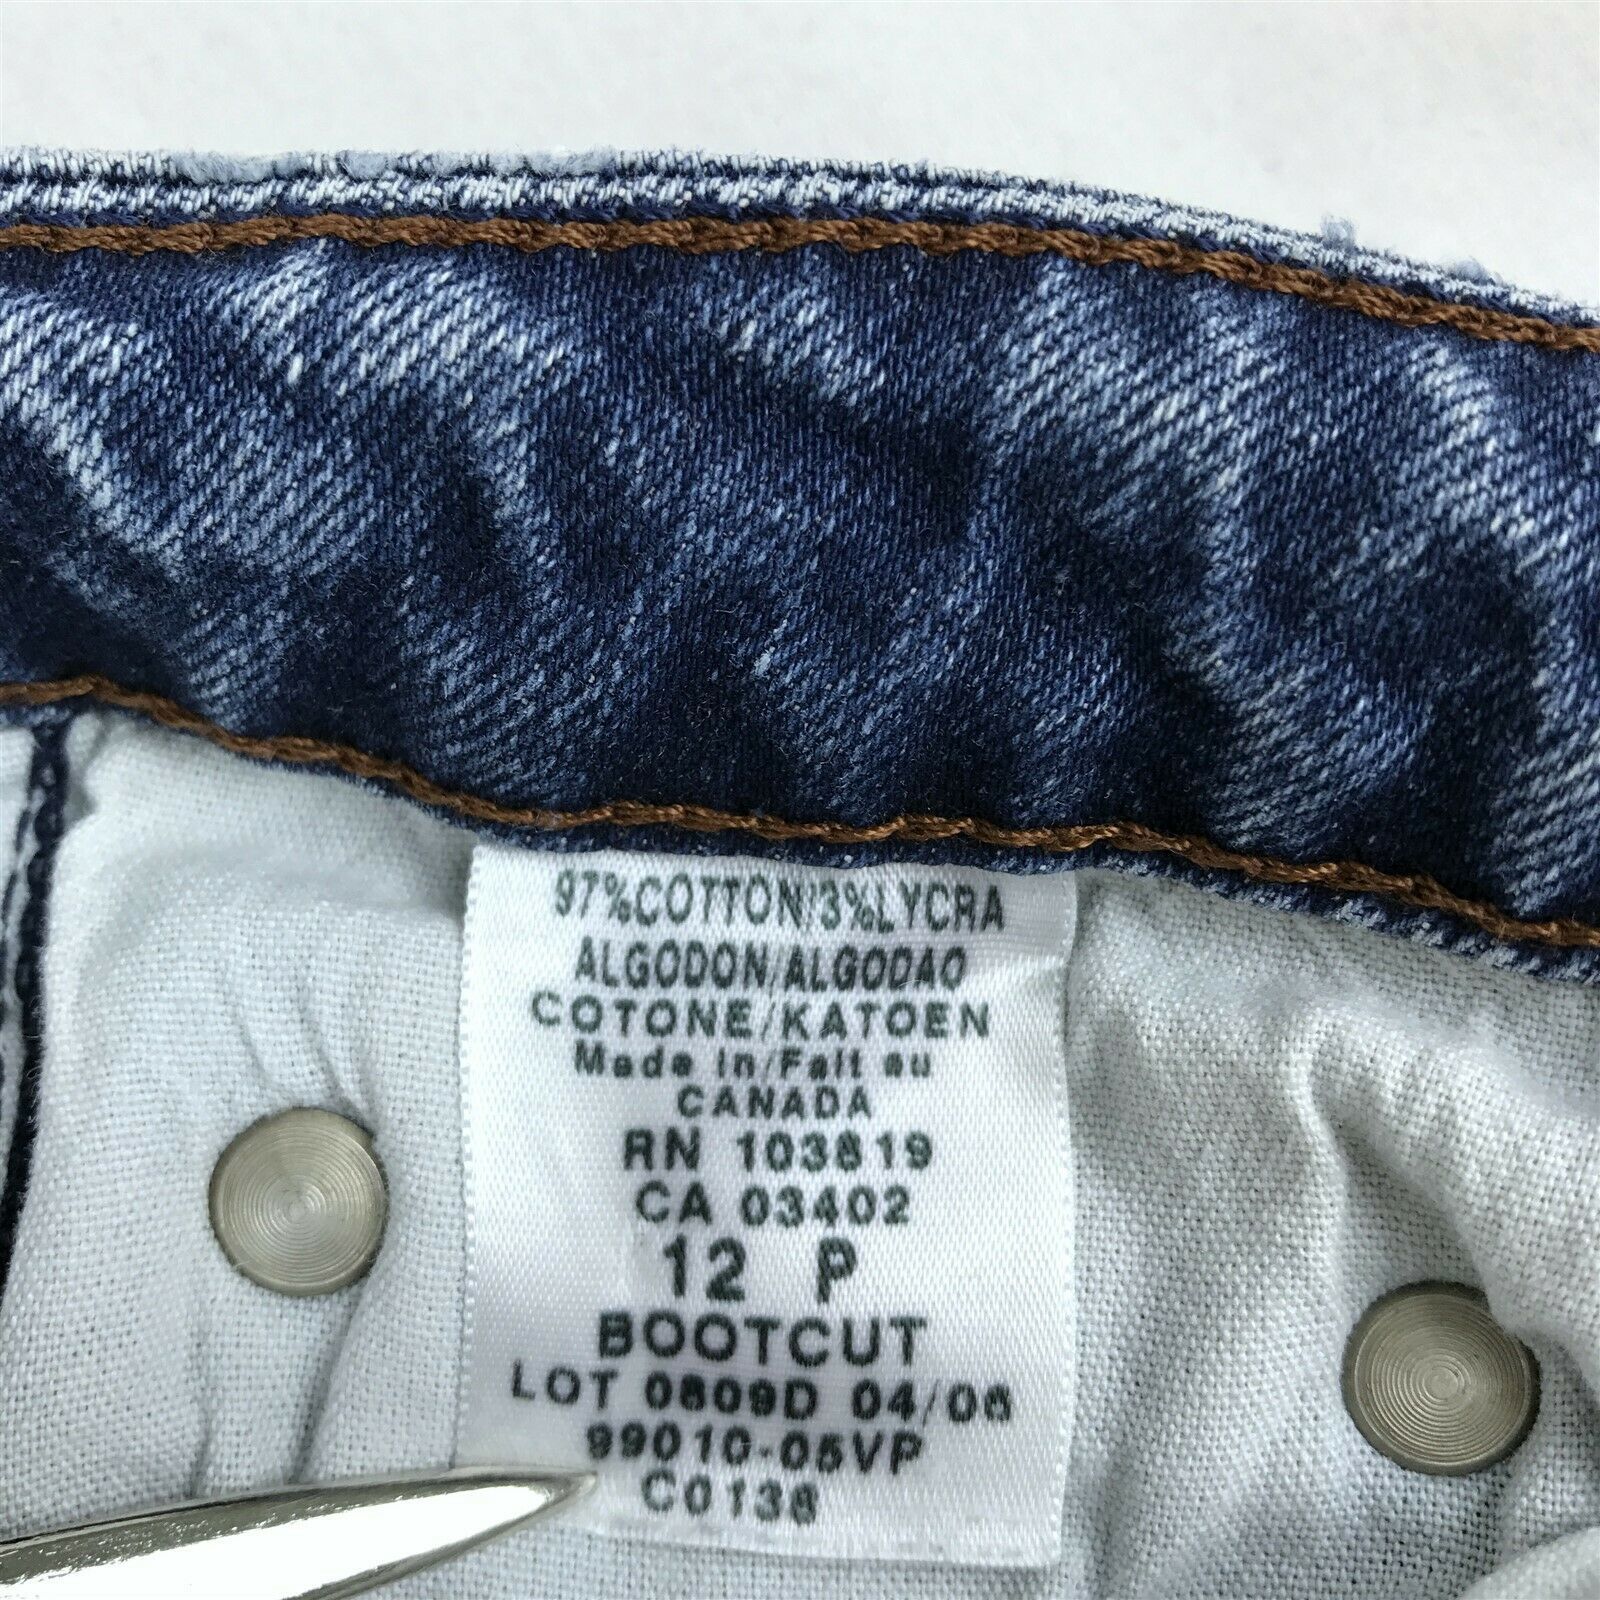 97%COTTON/3%LYCRA
ALGODON/ALGODAO
COTONE/KATOEN
Made in/Fait au
CANADA
RN 103819
CA 03402
12 P
BOOTCUT
LOT 0809D 04/06
99010-05VP
C0138